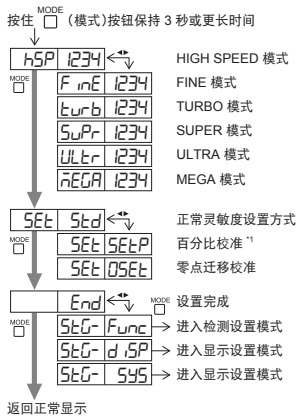 MODE
按住 (模式)按钮保持 3 秒或更长时间
hSP 1234 HIGH SPEED 模式
MODE
F inE 1234 FINE 模式
turb 1234 TURBO 模式
SuPr 1234 SUPER 模式
ULtr 1234 ULTRA 模式
nEGA 1234 MEGA 模式
SEt Std 正常灵敏度设置方式
MODE
SEt SEtP 百分比校准 *1
SEt 0SEt 零点迁移校准
End MODE 设置完成
MODE
StG- Func 进入检测设置模式
StG- diSP 进入显示设置模式
StG- SYS 进入显示设置模式
返回正常显示